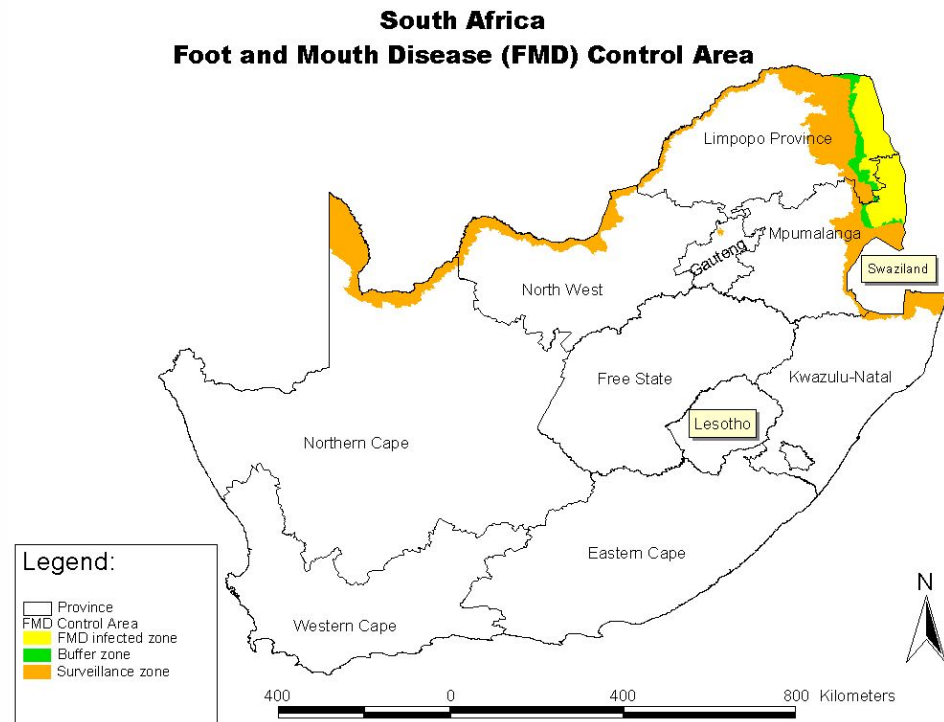 South Africa
Foot and Mouth Disease (FMD) Control Area
Limpopo Province
Mpumalanga
Gauteng
Swaziland
North West
Free State
Kwazulu-Natal
Lesotho
Northern Cape
Eastern Cape
Western Cape
Legend:
Province
FMD Control Area
FMD infected zone
Buffer zone
Surveillance zone
N
400 0 400 800 Kilometers